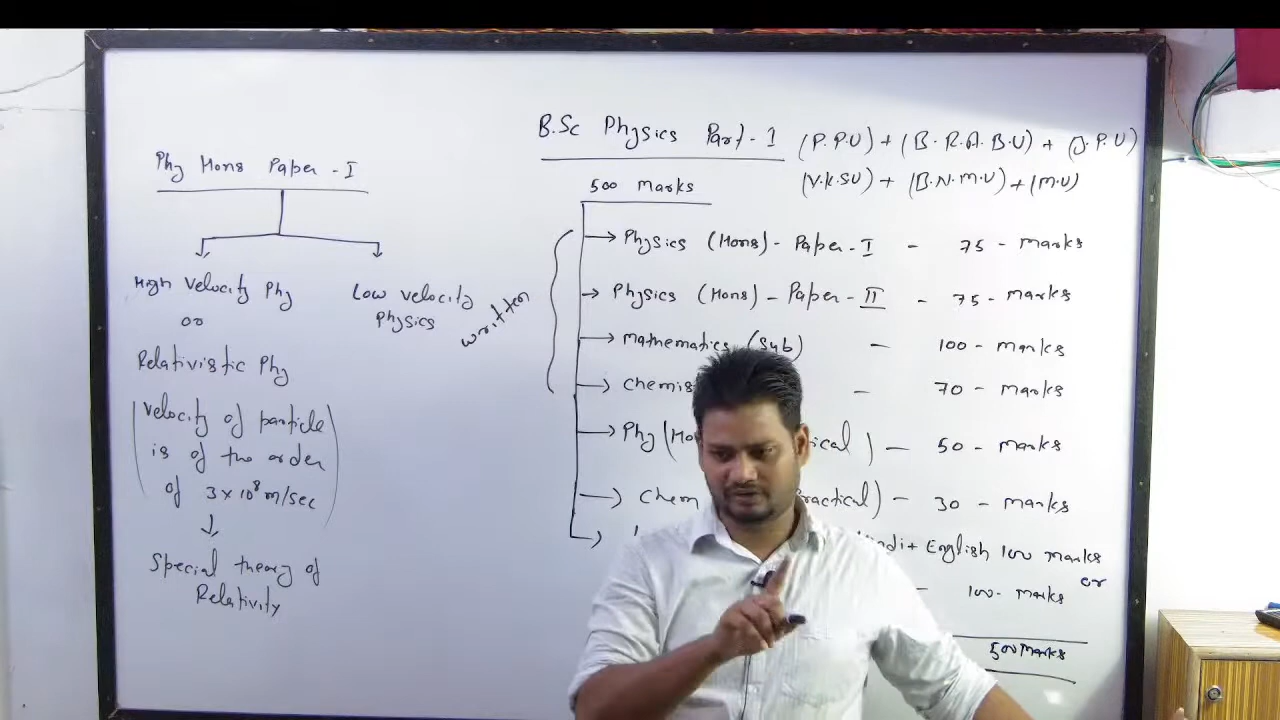 Phy Hons Paper - I
High velocity Phy
or
Relativistic Phy
(velocity of particle
is of the order
of 3×10⁸ m/sec)
Special theory of
Relativity
Low velocity
Physics
B.Sc Physics Part - 1 (P.P.U) + (B.R.A.B.U) + (J.P.U)
(V.K.SU) + (B.N.M.U) + (M.U)
500 marks
written
Physics (Hons) - Paper - I - 75 - marks
Physics (Hons) - Paper - II - 75 - marks
mathematics (Sub) - 100 - marks
- 70 - marks
Phy - 50 - marks
Chem - 30 - marks
+ English 100 marks
or
- 100 - marks
500 marks